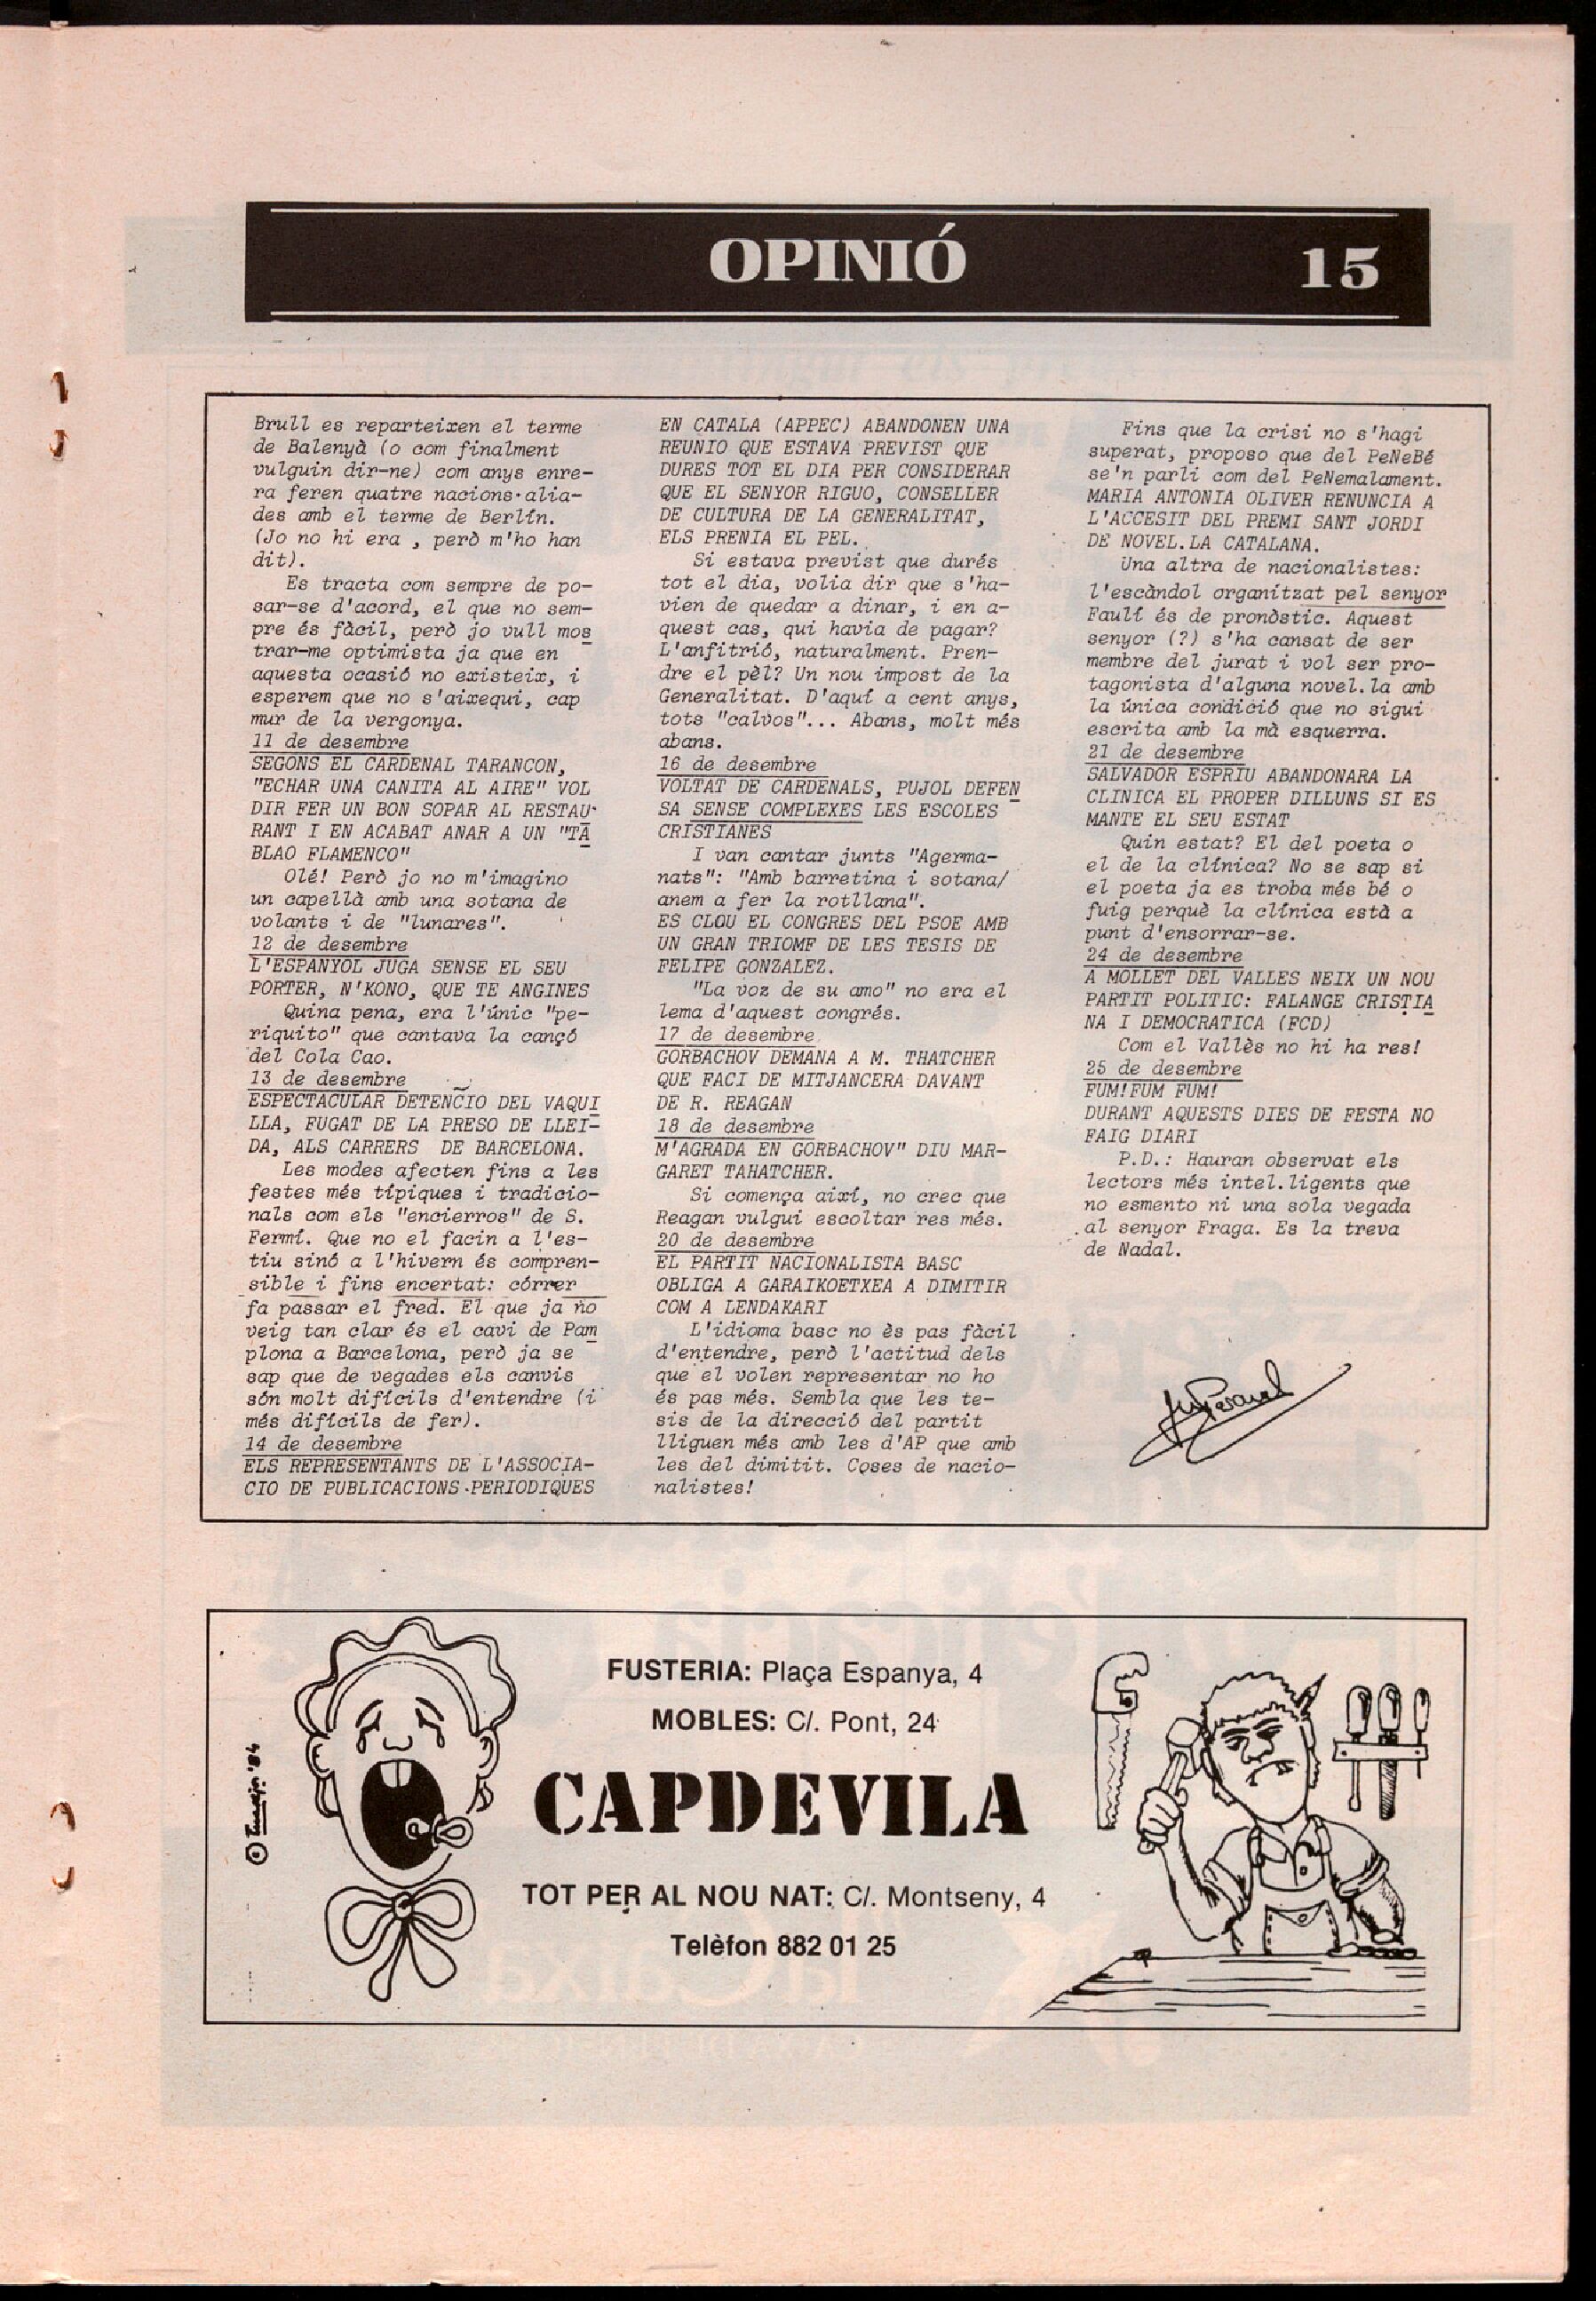 OPINIÓ
15
Brull es reparteixen el terme
de Balenyà (o com finalment
vulguin dir-ne) com anys enre-
ra feren quatre nacions alia-
des amb el terme de Berlín.
(Jo no hi era , però m'ho han
dit).
Es tracta com sempre de po-
sar-se d'acord, el que no sem-
pre és fàcil, però jo vull mos
trar-me optimista ja que en
aquesta ocasió no existeix, i
esperem que no s'aixequi, cap
mur de la vergonya.
11 de desembre
SEGONS EL CARDENAL TARANCON,
"ECHAR UNA CANITA AL AIRE" VOL
DIR FER UN BON SOPAR AL RESTAU-
RANT I EN ACABAT ANAR A UN "TA
BLAO FLAMENCO"
Olé! Però jo no m'imagino
un capellà amb una sotana de
volants i de "lunares".
12 de desembre
L'ESPANYOL JUGA SENSE EL SEU
PORTER, N'KONO, QUE TE ANGINES
Quina pena, era l'únic "pe-
riquito" que cantava la cançó
del Cola Cao.
13 de desembre
ESPECTACULAR DETENCIO DEL VAQUI
LLA, FUGAT DE LA PRESO DE LLEI-
DA, ALS CARRERS DE BARCELONA.
Les modes afecten fins a les
festes més típiques i tradicio-
nals com els "encierros" de S.
Fermí. Que no el facin a l'es-
tiu sinó a l'hivern és compren-
sible i fins encertat: córrer
fa passar el fred. El que ja no
veig tan clar és el cavi de Pam
plona a Barcelona, però ja se
sap que de vegades els canvis
són molt difícils d'entendre (i
més difícils de fer).
14 de desembre
ELS REPRESENTANTS DE L'ASSOCIA-
CIO DE PUBLICACIONS PERIODIQUES
EN CATALA (APPEC) ABANDONEN UNA
REUNIO QUE ESTAVA PREVIST QUE
DURES TOT EL DIA PER CONSIDERAR
QUE EL SENYOR RIGUO, CONSELLER
DE CULTURA DE LA GENERALITAT,
ELS PRENIA EL PEL.
Si estava previst que durés
tot el dia, volia dir que s'ha-
vien de quedar a dinar, i en a-
quest cas, qui havia de pagar?
L'anfitrió, naturalment. Pren-
dre el pèl? Un nou impost de la
Generalitat. D'aquí a cent anys,
tots "calvos"... Abans, molt més
abans.
16 de desembre
VOLTAT DE CARDENALS, PUJOL DEFEN
SA SENSE COMPLEXES LES ESCOLES
CRISTIANES
I van cantar junts "Agerma-
nats": "Amb barretina i sotana/
anem a fer la rotllana".
ES CLOU EL CONGRES DEL PSOE AMB
UN GRAN TRIOMF DE LES TESIS DE
FELIPE GONZALEZ.
"La voz de su amo" no era el
lema d'aquest congrés.
17 de desembre
GORBACHOV DEMANA A M. THATCHER
QUE FACI DE MITJANCERA DAVANT
DE R. REAGAN
18 de desembre
M'AGRADA EN GORBACHOV" DIU MAR-
GARET TAHATCHER.
Si comença així, no crec que
Reagan vulgui escoltar res més.
20 de desembre
EL PARTIT NACIONALISTA BASC
OBLIGA A GARAIKOETXEA A DIMITIR
COM A LENDAKARI
L'idioma basc no ès pas fàcil
d'entendre, però l'actitud dels
que el volen representar no ho
és pas més. Sembla que les te-
sis de la direcció del partit
lliguen més amb les d'AP que amb
les del dimitit. Coses de nacio-
nalistes!
Fins que la crisi no s'hagi
superat, proposo que del PeNeBé
se'n parli com del PeNemalament.
MARIA ANTONIA OLIVER RENUNCIA A
L'ACCESIT DEL PREMI SANT JORDI
DE NOVEL.LA CATALANA.
Una altra de nacionalistes:
l'escàndol organitzat pel senyor
Faulí és de pronòstic. Aquest
senyor (?) s'ha cansat de ser
membre del jurat i vol ser pro-
tagonista d'alguna novel.la amb
la única condició que no sigui
escrita amb la mà esquerra.
21 de desembre
SALVADOR ESPRIU ABANDONARA LA
CLINICA EL PROPER DILLUNS SI ES
MANTE EL SEU ESTAT
Quin estat? El del poeta o
el de la clínica? No se sap si
el poeta ja es troba més bé o
fuig perquè la clínica està a
punt d'ensorrar-se.
24 de desembre
A MOLLET DEL VALLES NEIX UN NOU
PARTIT POLITIC: FALANGE CRISTIA
NA I DEMOCRATICA (FCD)
Com el Vallès no hi ha res!
25 de desembre
FUM!FUM FUM!
DURANT AQUESTS DIES DE FESTA NO
FAIG DIARI
P.D.: Hauran observat els
lectors més intel.ligents que
no esmento ni una sola vegada
al senyor Fraga. Es la treva
de Nadal.
FUSTERIA: Plaça Espanya, 4
MOBLES: C/. Pont, 24
CAPDEVILA
TOT PER AL NOU NAT: C/. Montseny, 4
Telèfon 882 01 25